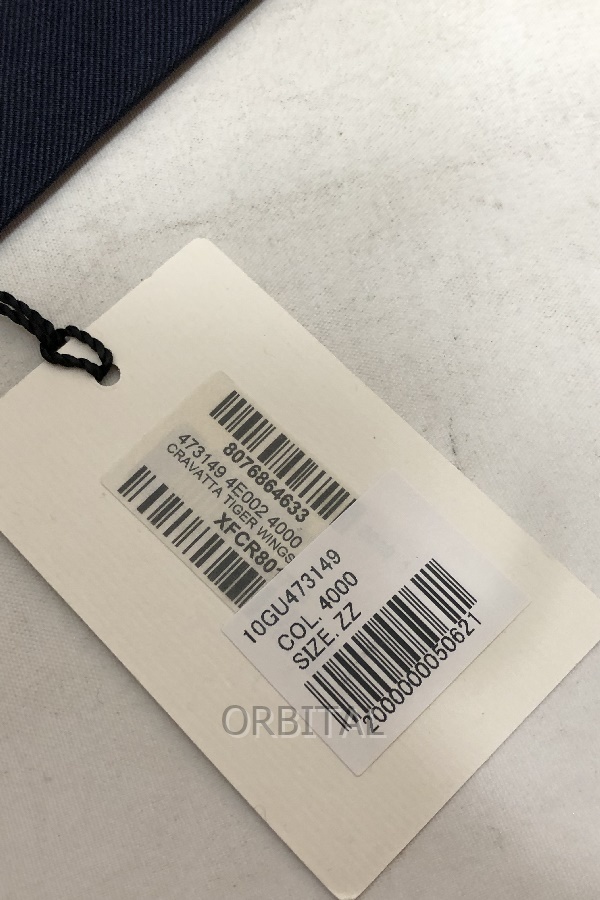 8076864633
473149 4E002 4000
CRAVATTA TIGER WINGS
XFCR80
10GU473149
COL. 4000
SIZE. ZZ
2000000050621
ORBITAL